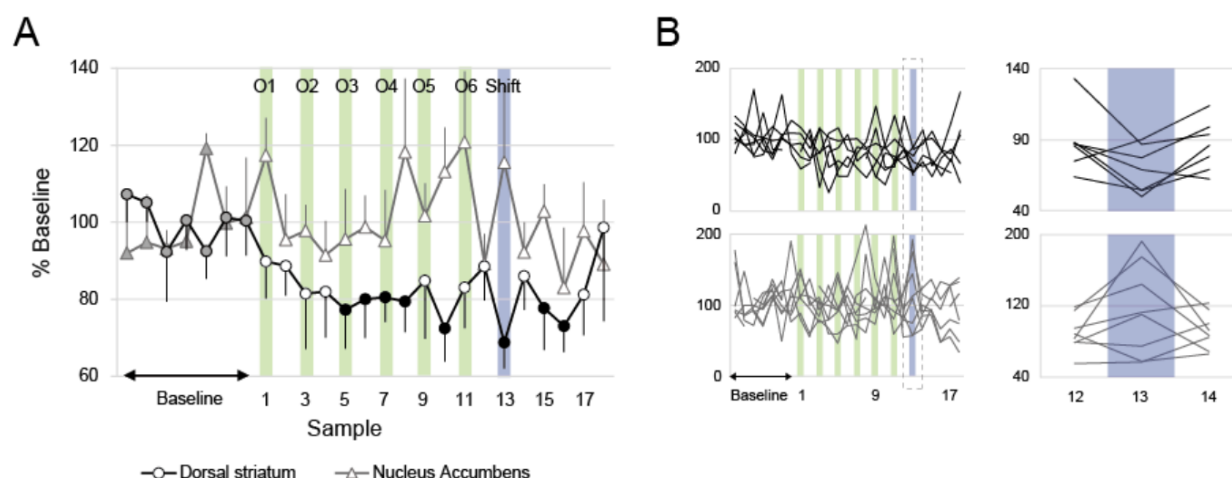 A
140
120
100
80
60
% Baseline
O1 O2 O3 O4 O5 O6 Shift
Baseline 1 3 5 7 9 11 13 15 17
Sample
Dorsal striatum Nucleus Accumbens
B
200
100
0
200
100
0
Baseline 1 9 17
140
90
40
200
120
40
12 13 14